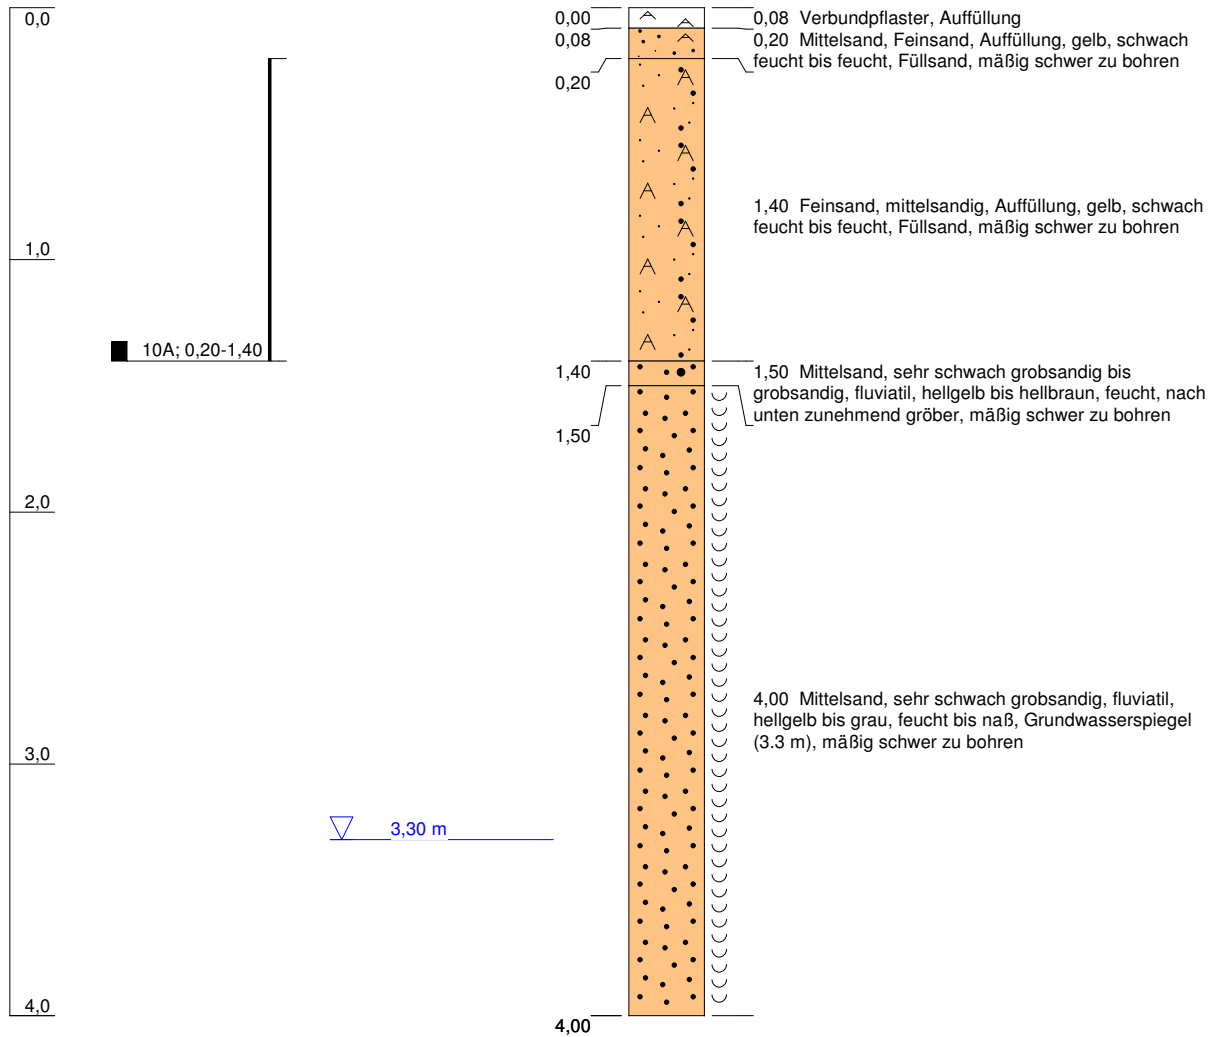 0,0
1,0
2,0
3,0
4,0
10A; 0,20-1,40
3,30 m
0,00
0,08
0,20
1,40
1,50
4,00
0,08 Verbundpflaster, Auffüllung
0,20 Mittelsand, Feinsand, Auffüllung, gelb, schwach
feucht bis feucht, Füllsand, mäßig schwer zu bohren
1,40 Feinsand, mittelsandig, Auffüllung, gelb, schwach
feucht bis feucht, Füllsand, mäßig schwer zu bohren
1,50 Mittelsand, sehr schwach grobsandig bis
grobsandig, fluviatil, hellgelb bis hellbraun, feucht, nach
unten zunehmend gröber, mäßig schwer zu bohren
4,00 Mittelsand, sehr schwach grobsandig, fluviatil,
hellgelb bis grau, feucht bis naß, Grundwasserspiegel
(3.3 m), mäßig schwer zu bohren
A
A
A
A
A
A
A
A
A
A
A